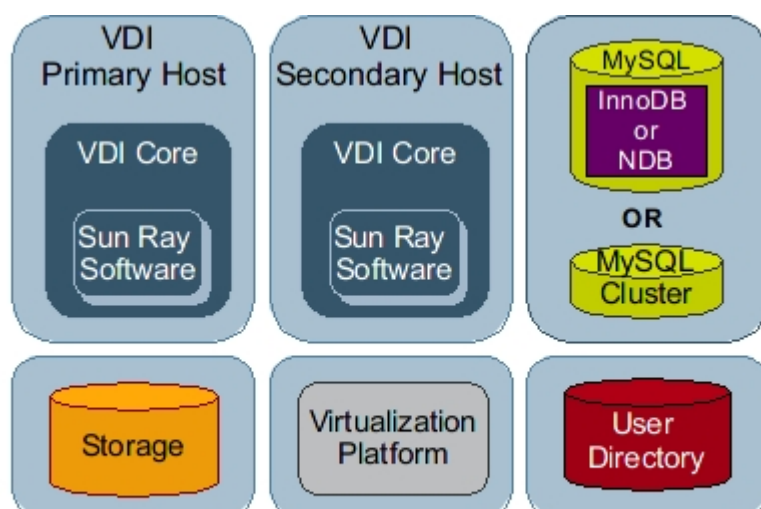 VDI
Primary Host
VDI Core
Sun Ray
Software
VDI
Secondary Host
VDI Core
Sun Ray
Software
MySQL
InnoDB
or
NDB
OR
MySQL
Cluster
Storage
Virtualization
Platform
User
Directory